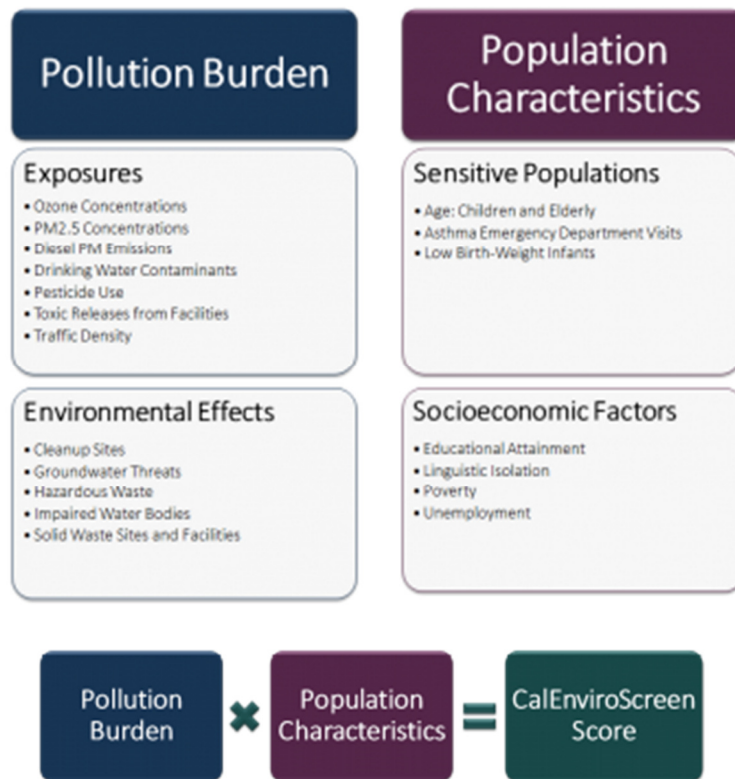 Pollution Burden
Exposures
• Ozone Concentrations
• PM2.5 Concentrations
• Diesel PM Emissions
• Drinking Water Contaminants
• Pesticide Use
• Toxic Releases from Facilities
• Traffic Density
Environmental Effects
• Cleanup Sites
• Groundwater Threats
• Hazardous Waste
• Impaired Water Bodies
• Solid Waste Sites and Facilities
Population
Characteristics
Sensitive Populations
• Age: Children and Elderly
• Asthma Emergency Department Visits
• Low Birth-Weight Infants
Socioeconomic Factors
• Educational Attainment
• Linguistic Isolation
• Poverty
• Unemployment
Pollution
Burden
×
Population
Characteristics
=
CalEnviroScreen
Score